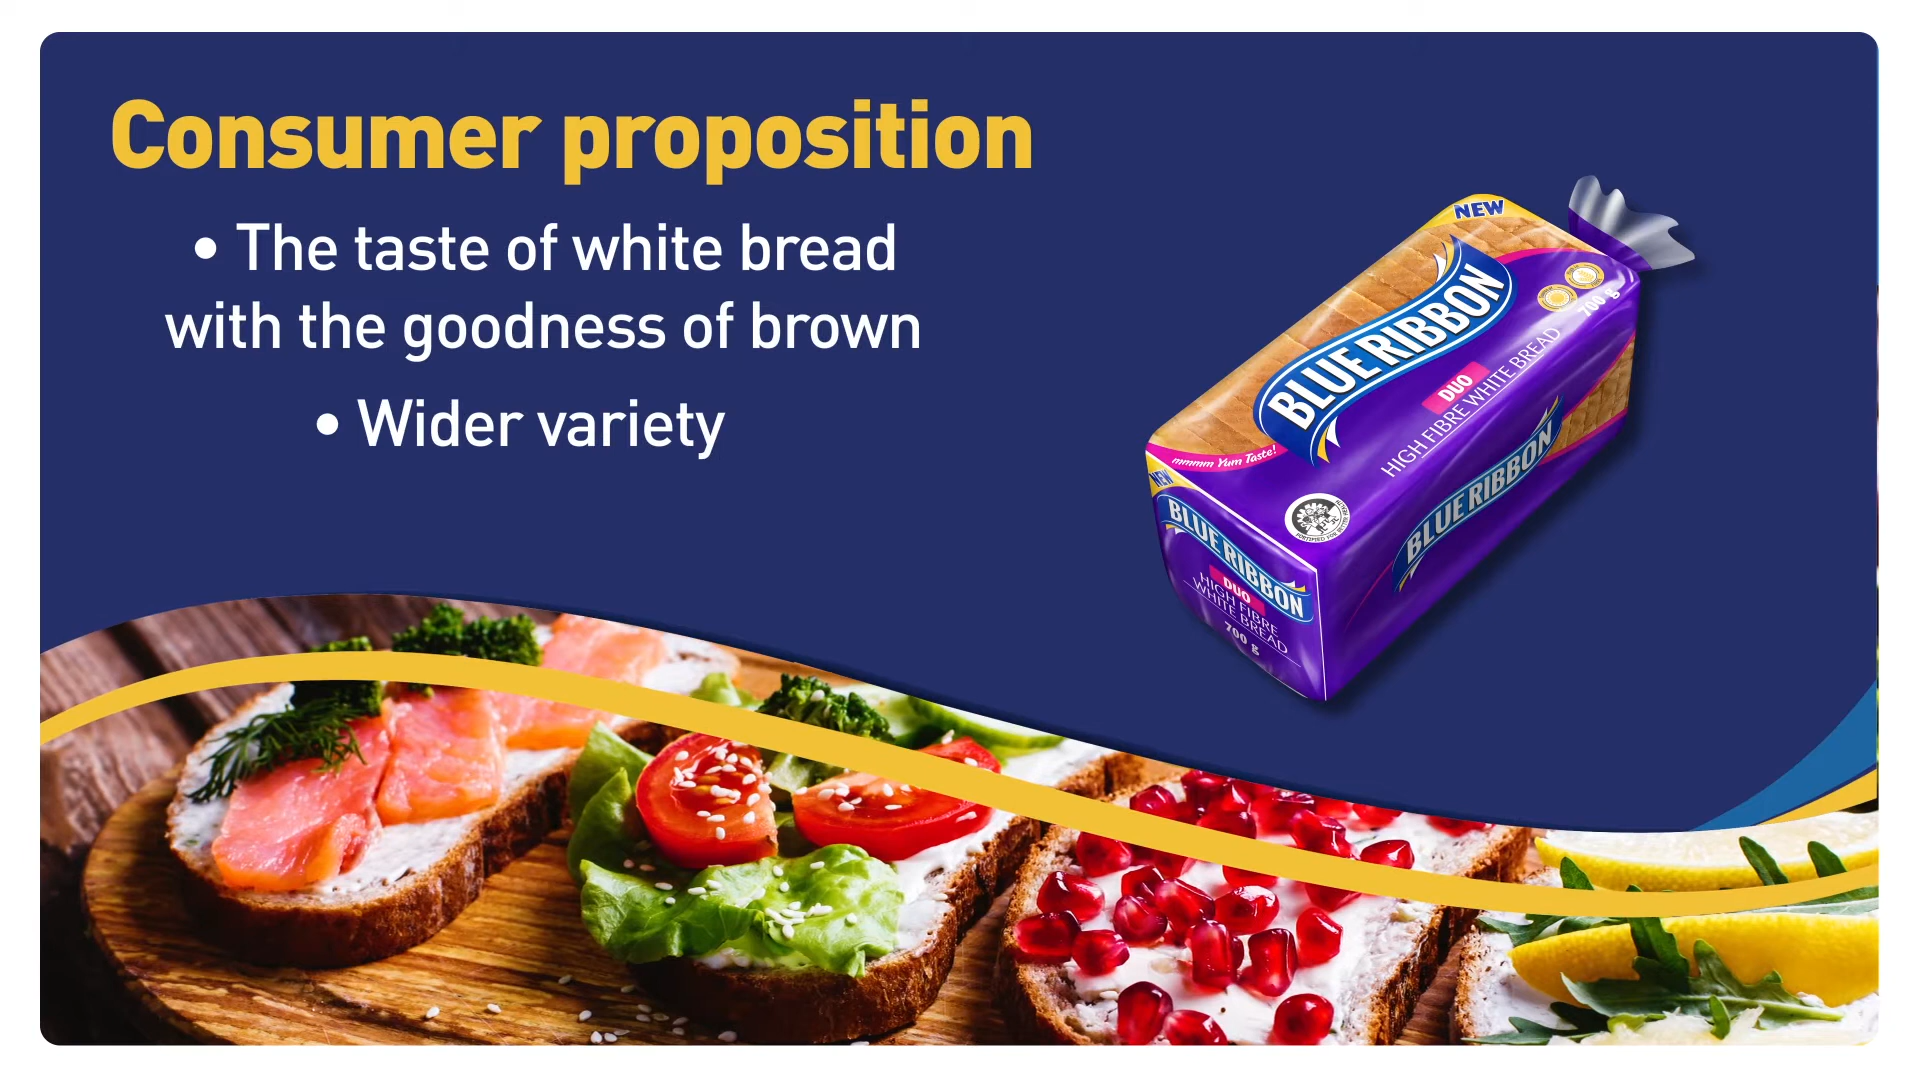 Consumer proposition
• The taste of white bread
with the goodness of brown
• Wider variety
NEW
BLUE RIBBON
700 g
DUO
HIGH FIBRE WHITE BREAD
mmmm Yum Taste!
BLUE RIBBON
NEW
BLUE RIBBON
DUO
HIGH FIBRE
WHITE BREAD
700 g